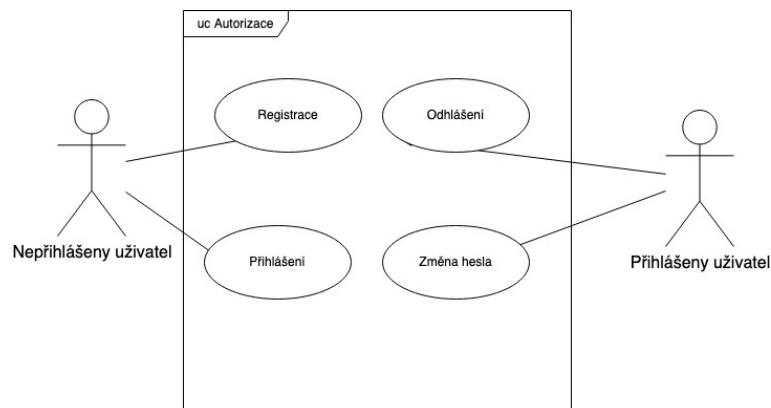 uc Autorizace
Registrace
Odhlášení
Nepřihlášeny uživatel
Přihlášeny uživatel
Přihlášení
Změna hesla